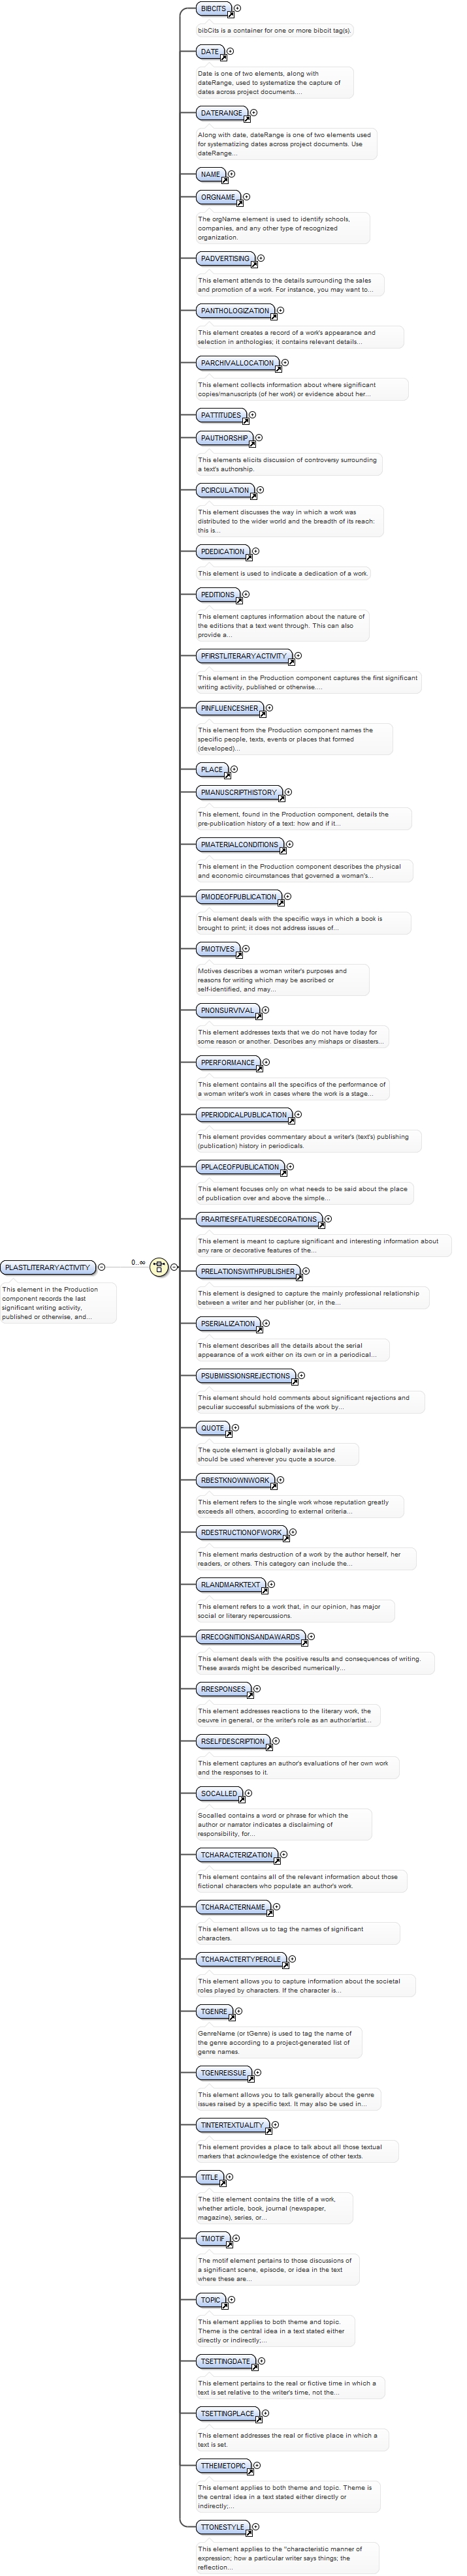 BIBCITS
bibCits is a container for one or more bibcit tag(s).
DATE
Date is one of two elements, along with
dateRange, used to systematize the capture of
dates across project documents....
DATERANGE
Along with date, dateRange is one of two elements used
for systematizing dates across project documents. Use
dateRange...
NAME
ORGNAME
The orgName element is used to identify schools,
companies, and any other type of recognized
organization.
PADVERTISING
This element attends to the details surrounding the sales
and promotion of a work. For instance, you may want to...
PANTHOLOGIZATION
This element creates a record of a work's appearance and
selection in anthologies; it contains relevant details...
PARCHIVALLOCATION
This element collects information about where significant
copies/manuscripts (of her work) or evidence about her...
PATTITUDES
PAUTHORSHIP
This elements elicits discussion of controversy surrounding
a text's authorship.
PCIRCULATION
This element discusses the way in which a work was
distributed to the wider world and the breadth of its reach:
this is...
PDEDICATION
This element is used to indicate a dedication of a work.
PEDITIONS
This element captures information about the nature of
the editions that a text went through. This can also
provide a...
PFIRSTLITERARYACTIVITY
This element in the Production component captures the first significant
writing activity, published or otherwise....
PINFLUENCESHER
This element from the Production component names the
specific people, texts, events or places that formed
(developed)...
PLACE
PMANUSCRIPTHISTORY
This element, found in the Production component, details the
pre-publication history of a text: how and if it...
PMATERIALCONDITIONS
This element in the Production component describes the physical
and economic circumstances that governed a woman's...
PMODEOFPUBLICATION
This element deals with the specific ways in which a book is
brought to print; it does not address issues of...
PMOTIVES
Motives describes a woman writer's purposes and
reasons for writing which may be ascribed or
self-identified, and may...
PNONSURVIVAL
This element addresses texts that we do not have today for
some reason or another. Describes any mishaps or disasters...
PPERFORMANCE
This element contains all the specifics of the performance of
a woman writer's work in cases where the work is a stage...
PPERIODICALPUBLICATION
This element provides commentary about a writer's (text's) publishing
(publication) history in periodicals.
PPLACEOFPUBLICATION
This element focuses only on what needs to be said about the place
of publication over and above the simple...
PRARITIESFEATURESDECORATIONS
This element is meant to capture significant and interesting information about
any rare or decorative features of the...
PLASTLITERARYACTIVITY
0..∞
This element in the Production
component records the last
significant writing activity,
published or otherwise, and...
PRELATIONSWITHPUBLISHER
This element is designed to capture the mainly professional relationship
between a writer and her publisher (or, in the...
PSERIALIZATION
This element describes all the details about the serial
appearance of a work either on its own or in a periodical...
PSUBMISSIONSREJECTIONS
This element should hold comments about significant rejections and
peculiar successful submissions of the work by...
QUOTE
The quote element is globally available and
should be used wherever you quote a source.
RBESTKNOWNWORK
This element refers to the single work whose reputation greatly
exceeds all others, according to external criteria...
RDESTRUCTIONOFWORK
This element marks destruction of a work by the author herself, her
readers, or others. This category can include the...
RLANDMARKTEXT
This element refers to a work that, in our opinion, has major
social or literary repercussions.
RRECOGNITIONSANDAWARDS
This element deals with the positive results and consequences of writing.
These awards might be described numerically...
RRESPONSES
This element addresses reactions to the literary work, the
oeuvre in general, or the writer's role as an author/artist...
RSELFDESCRIPTION
This element captures an author's evaluations of her own work
and the responses to it.
SOCALLED
Socalled contains a word or phrase for which the
author or narrator indicates a disclaiming of
responsibility, for...
TCHARACTERIZATION
This element contains all of the relevant information about those
fictional characters who populate an author's work.
TCHARACTERNAME
This element allows us to tag the names of significant
characters.
TCHARACTERTYPEROLE
This element allows you to capture information about the societal
roles played by characters. If the character is...
TGENRE
GenreName (or tGenre) is used to tag the name of
the genre according to a project-generated list of
genre names.
TGENREISSUE
This element allows you to talk generally about the genre
issues raised by a specific text. It may also be used in...
TINTERTEXTUALITY
This element provides a place to talk about all those textual
markers that acknowledge the existence of other texts.
TITLE
The title element contains the title of a work,
whether article, book, journal (newspaper,
magazine), series, or...
TMOTIF
The motif element pertains to those discussions of
a significant scene, episode, or idea in the text
where these are...
TOPIC
This element applies to both theme and topic.
Theme is the central idea in a text stated either
directly or indirectly;...
TSETTINGDATE
This element pertains to the real or fictive time in which a
text is set relative to the writer's time, not the...
TSETTINGPLACE
This element addresses the real or fictive place in which a
text is set.
TTHEMETOPIC
This element applies to both theme and topic. Theme is
the central idea in a text stated either directly or
indirectly;...
TTONESTYLE
This element applies to the "characteristic manner of
expression; how a particular writer says things; the
reflection...